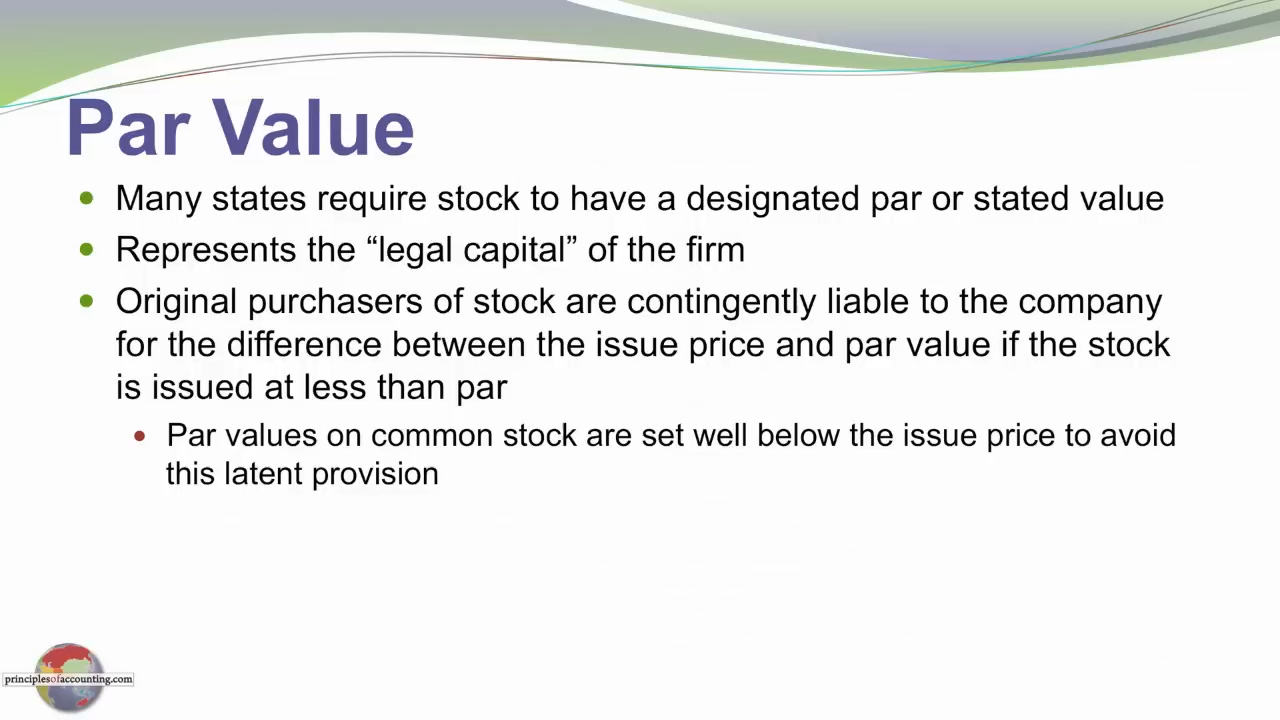 Par Value
• Many states require stock to have a designated par or stated value
• Represents the “legal capital” of the firm
• Original purchasers of stock are contingently liable to the company
for the difference between the issue price and par value if the stock
is issued at less than par
• Par values on common stock are set well below the issue price to avoid
this latent provision
principlesofaccounting.com